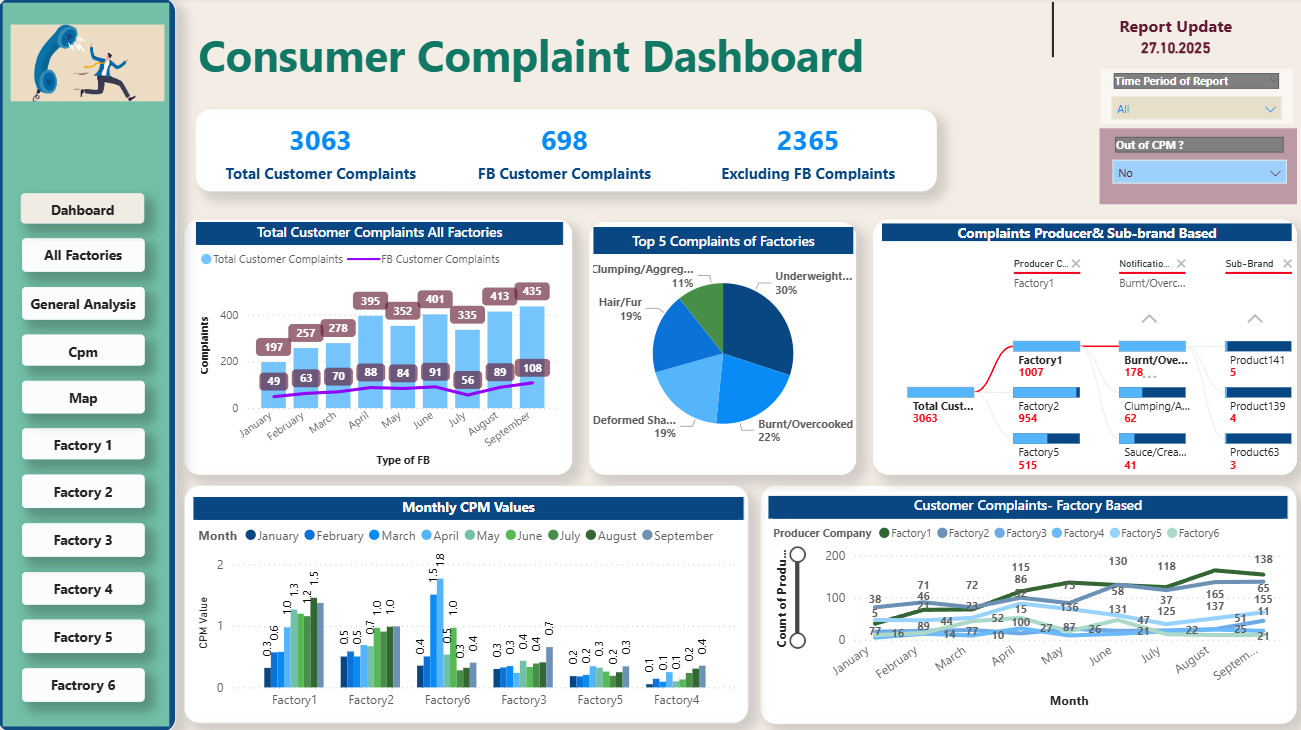 Consumer Complaint Dashboard
Report Update
27.10.2025
Time Period of Report
All
Out of CPM ?
No
3063
698
2365
Total Customer Complaints
FB Customer Complaints
Excluding FB Complaints
Dahboard
All Factories
General Analysis
Cpm
Map
Factory 1
Factory 2
Factory 3
Factory 4
Factory 5
Factrory 6
Total Customer Complaints All Factories
Total Customer Complaints
FB Customer Complaints
Complaints
400
200
0
197
257
278
395
352
401
335
413
435
49
63
70
88
84
91
56
89
108
January
February
March
April
May
June
July
August
September
Type of FB
Top 5 Complaints of Factories
Clumping/Aggreg...
11%
Underweight...
30%
Hair/Fur
19%
Deformed Sha...
19%
Burnt/Overcooked
22%
Complaints Producer& Sub-brand Based
Producer C...
Factory1
Notificatio...
Burnt/Overc...
Sub-Brand
Total Cust...
3063
Factory1
1007
Factory2
954
Factory5
515
Burnt/Ove...
178
Clumping/A...
62
Sauce/Crea...
41
Product141
5
Product139
4
Product63
3
Monthly CPM Values
Month January February March April May June July August September
CPM Value
2
1
0
0.3
0.6
1.0
1.3
1.2
1.5
0.5
0.5
0.7
1.0
1.0
0.4
1.5
1.8
0.5
1.0
0.3
0.4
0.3
0.3
0.4
0.4
0.7
0.2
0.2
0.3
0.2
0.3
0.1
0.1
0.1
0.2
0.4
Factory1
Factory2
Factory6
Factory3
Factory5
Factory4
Customer Complaints- Factory Based
Producer Company Factory1 Factory2 Factory3 Factory4 Factory5 Factory6
Count of Produ...
200
100
0
38
5
77
71
46
21
16
89
72
23
44
14
77
115
86
15
100
52
10
27
136
87
26
130
58
131
118
37
125
47
21
165
137
22
138
65
155
11
51
25
21
January
February
March
April
May
June
July
August
Septem...
Month